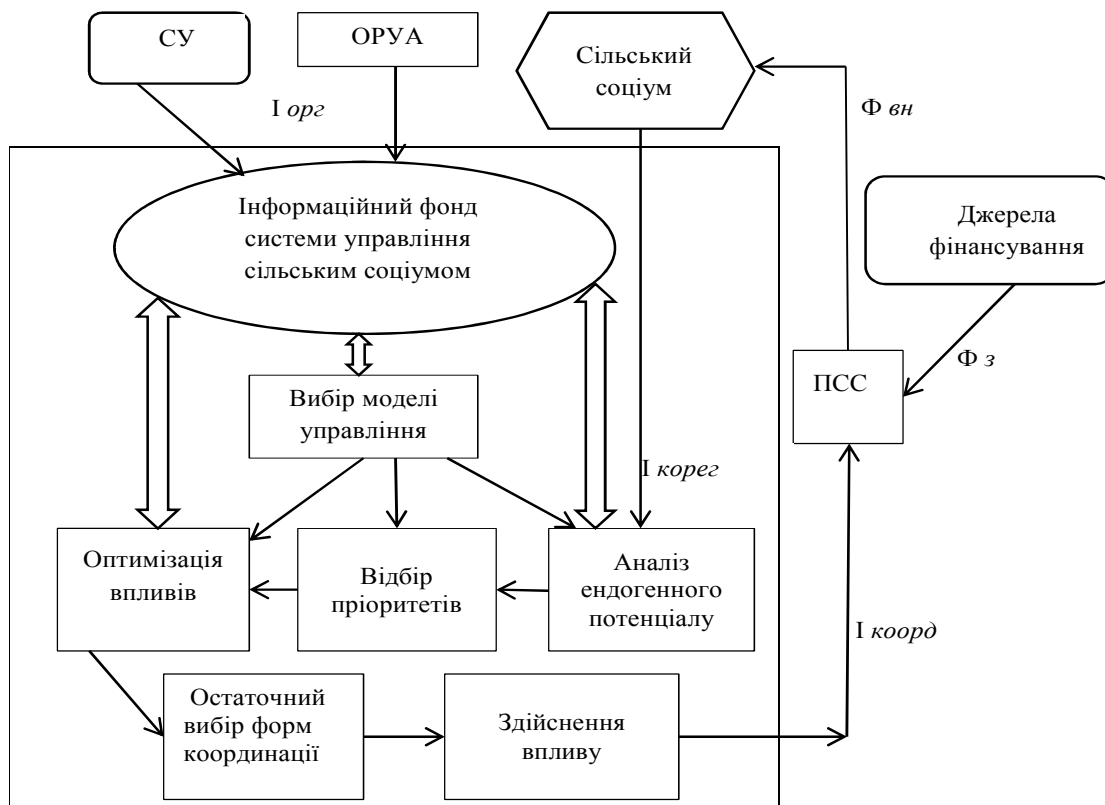 СУ
ОРУА
Сільський
соціум
І орг
Ф вн
Інформаційний фонд
системи управління
сільським соціумом
Джерела
фінансування
Ф з
ПСС
Вибір моделі
управління
І корег
Оптимізація
впливів
Відбір
пріоритетів
Аналіз
ендогенного
потенціалу
І коорд
Остаточний
вибір форм
координації
Здійснення
впливу